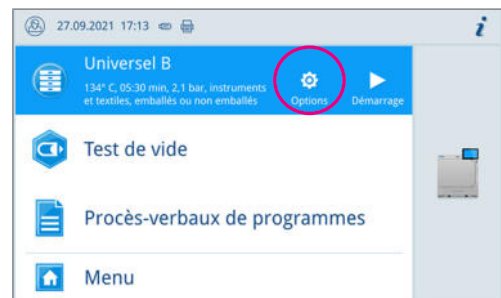 27.09.2021 17:13
i
Universel B
134° C, 05:30 min, 2,1 bar, instruments
et textiles, emballés ou non emballés
Options
Démarrage
Test de vide
Procès-verbaux de programmes
Menu